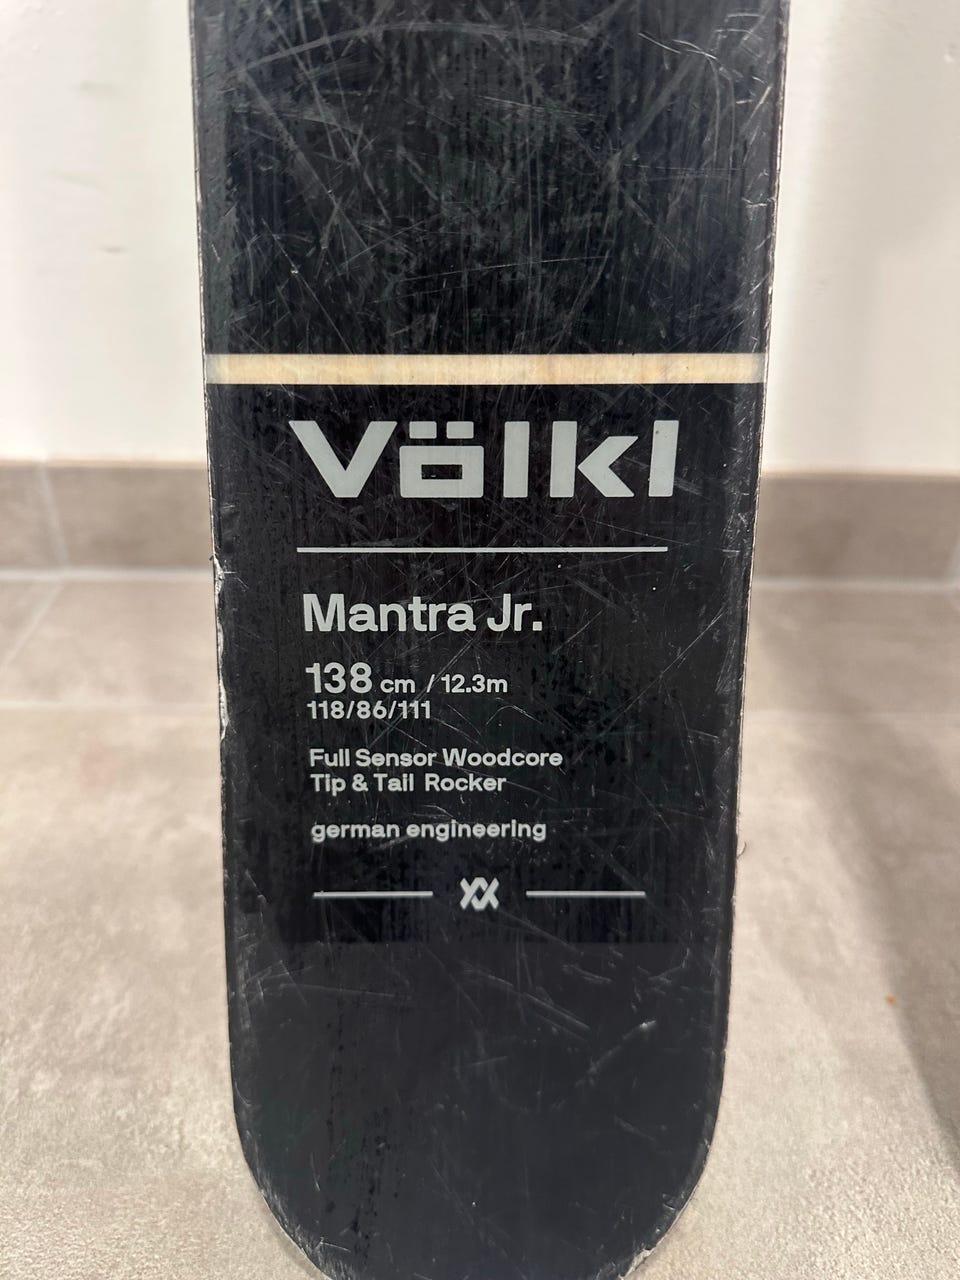 Völkl
Mantra Jr.
138 cm / 12.3m
118/86/111
Full Sensor Woodcore
Tip & Tail Rocker
german engineering